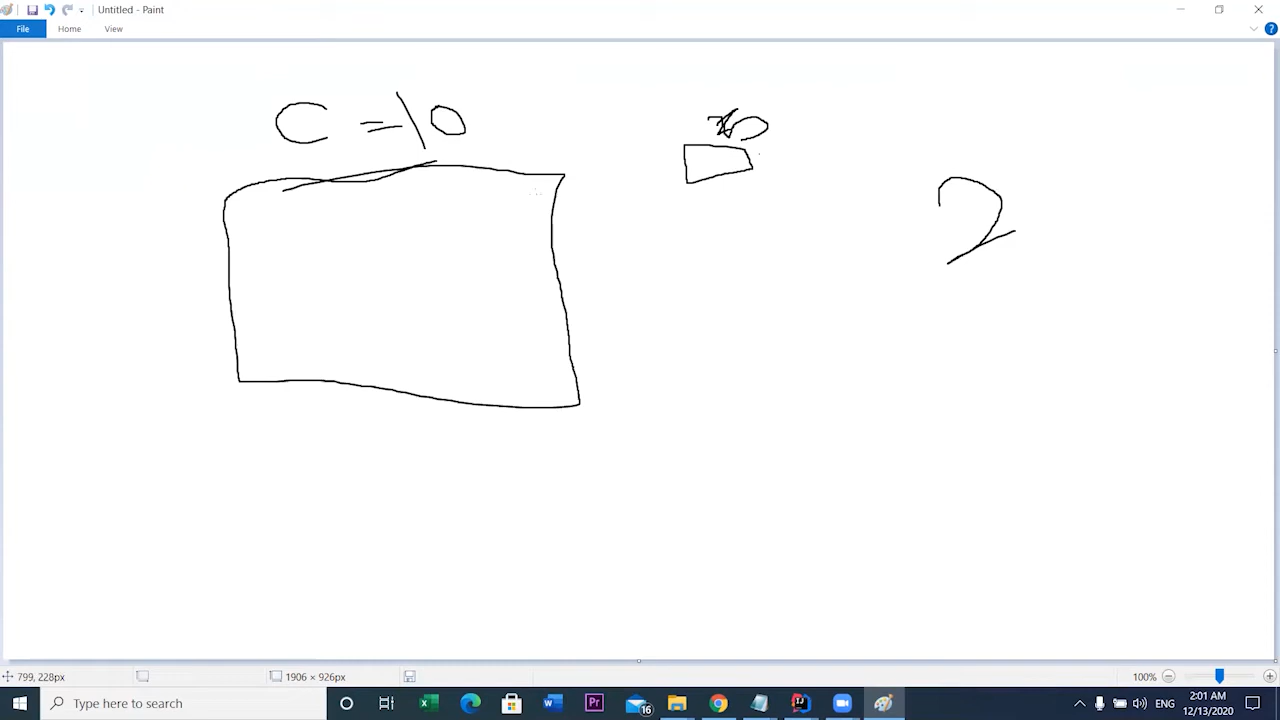 Untitled - Paint
File Home View
C = 10
2
799, 228px
1906 × 926px
100%
Type here to search
16
ENG
2:01 AM
12/13/2020